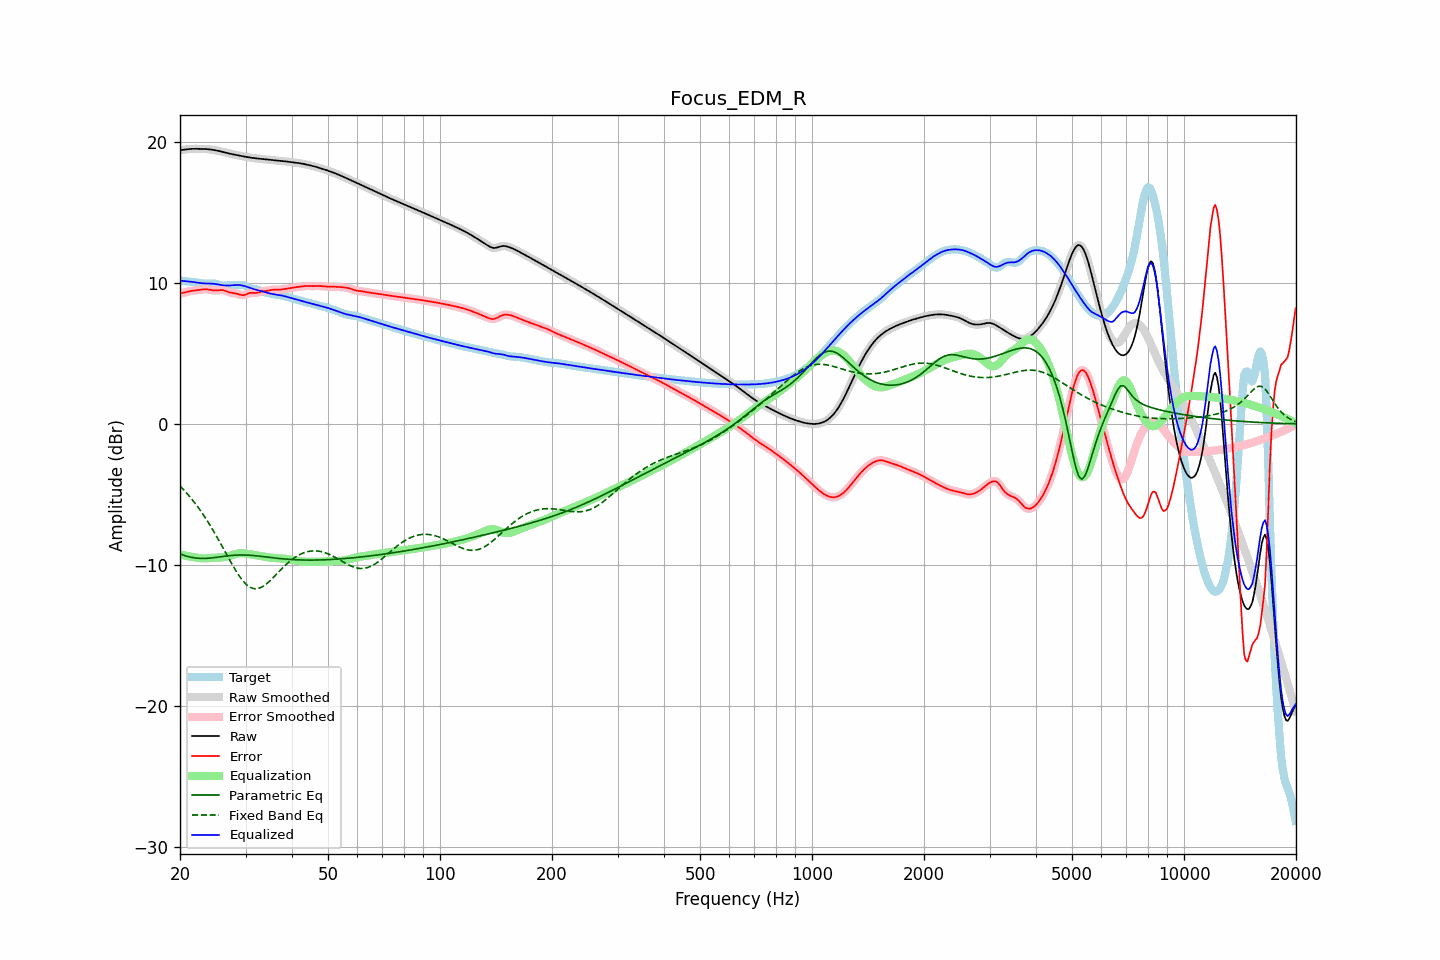 Focus_EDM_R
20
10
0
−10
−20
−30
Amplitude (dBr)
Target
Raw Smoothed
Error Smoothed
Raw
Error
Equalization
Parametric Eq
Fixed Band Eq
Equalized
20 50 100 200 500 1000 2000 5000 10000 20000
Frequency (Hz)